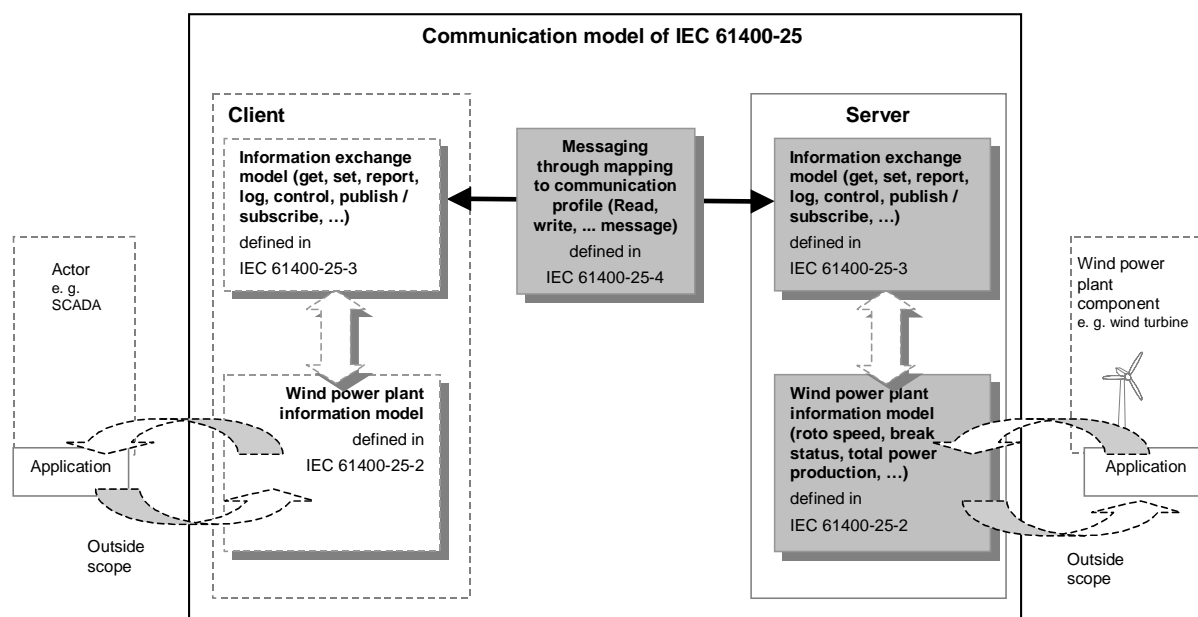 Communication model of IEC 61400-25
Client
Information exchange
model (get, set, report,
log, control, publish /
subscribe, …)
defined in
IEC 61400-25-3
Wind power plant
information model
defined in
IEC 61400-25-2
Messaging
through mapping
to communication
profile (Read,
write, ... message)
defined in
IEC 61400-25-4
Server
Information exchange
model (get, set, report,
log, control, publish /
subscribe, …)
defined in
IEC 61400-25-3
Wind power plant
information model
(roto speed, break
status, total power
production, …)
defined in
IEC 61400-25-2
Actor
e. g.
SCADA
Application
Outside
scope
Wind power
plant
component
e. g. wind turbine
Application
Outside
scope